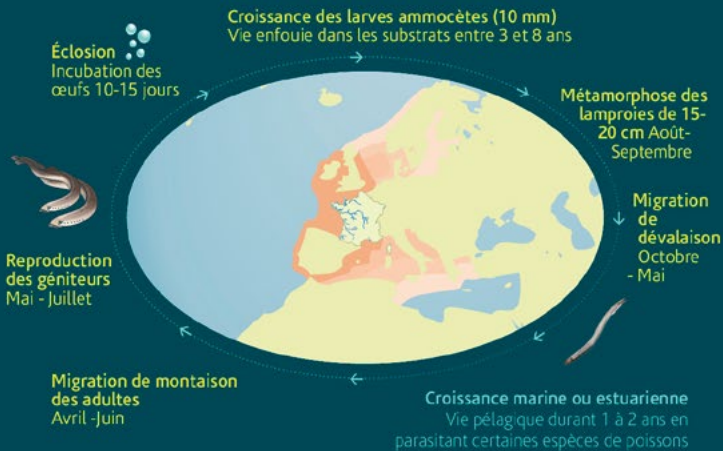 Croissance des larves ammocètes (10 mm)
Vie enfouie dans les substrats entre 3 et 8 ans
Éclosion
Incubation des
œufs 10-15 jours
Métamorphose des
lamproies de 15-
20 cm Août-
Septembre
Migration
de
dévalaison
Octobre
- Mai
Reproduction
des géniteurs
Mai - Juillet
Migration de montaison
des adultes
Avril -Juin
Croissance marine ou estuarienne
Vie pélagique durant 1 à 2 ans en
parasitant certaines espèces de poissons